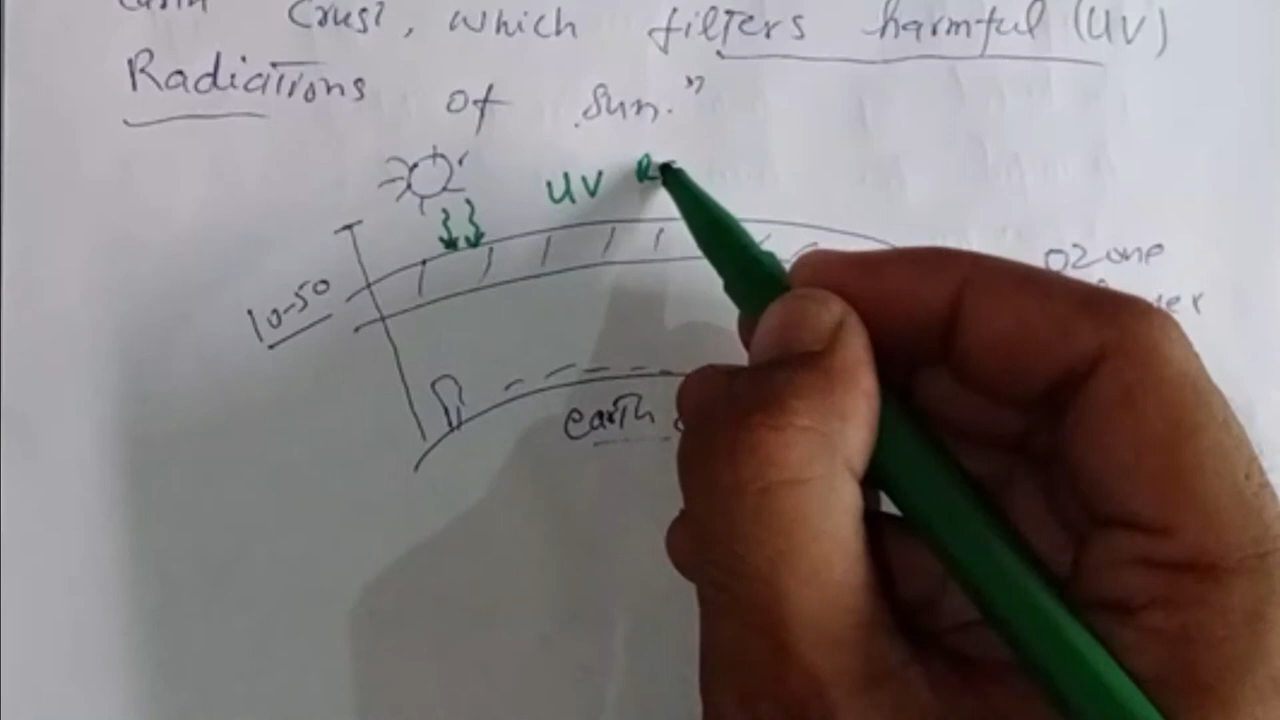 Crust, which filters harmful (UV)
Radiations of sun."
UV R
10-50
Ozone
earth